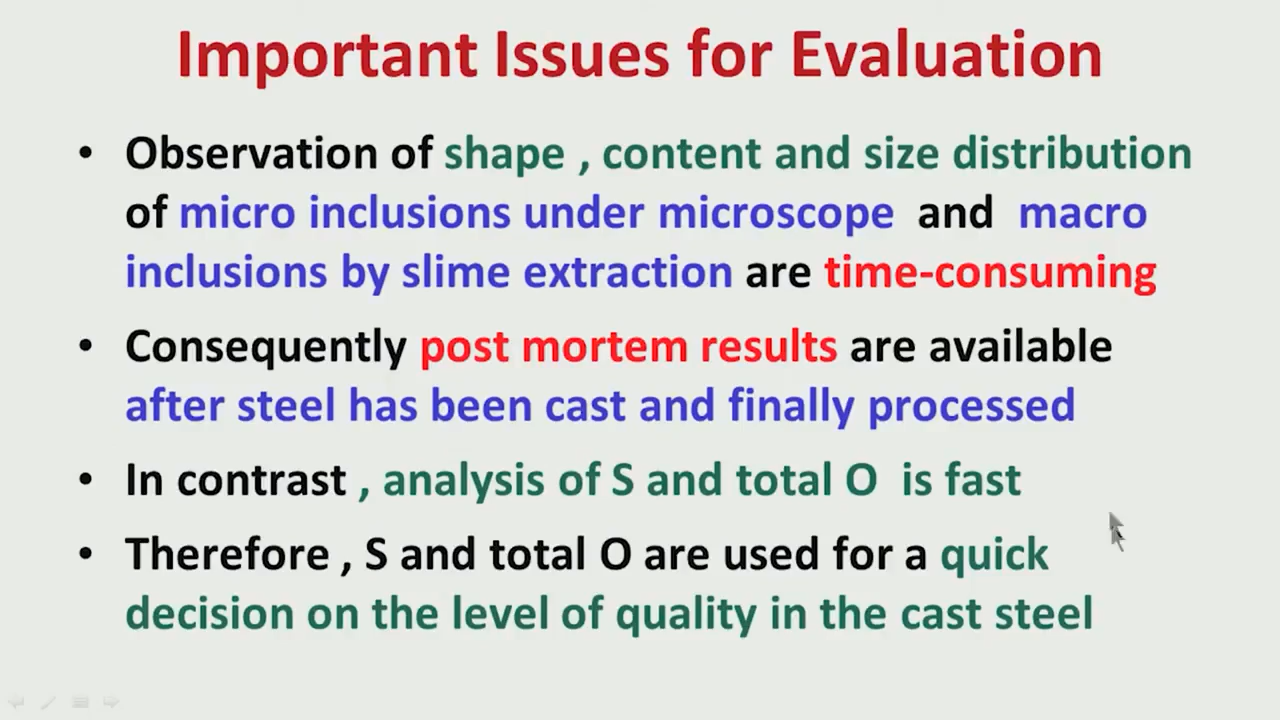 Important Issues for Evaluation
• Observation of shape , content and size distribution
of micro inclusions under microscope and macro
inclusions by slime extraction are time-consuming
• Consequently post mortem results are available
after steel has been cast and finally processed
• In contrast , analysis of S and total O is fast
• Therefore , S and total O are used for a quick
decision on the level of quality in the cast steel